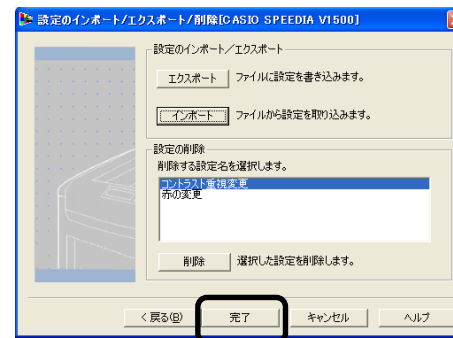 設定のインポート/エクスポート/削除[CASIO SPEEDIA V1500]
設定のインポート/エクスポート
エクスポート ファイルに設定を書き込みます。
インポート ファイルから設定を取り込みます。
設定の削除
削除する設定名を選択します。
コントラスト重視変更
赤の変更
削除 選択した設定を削除します。
< 戻る(B) 完了 キャンセル ヘルプ